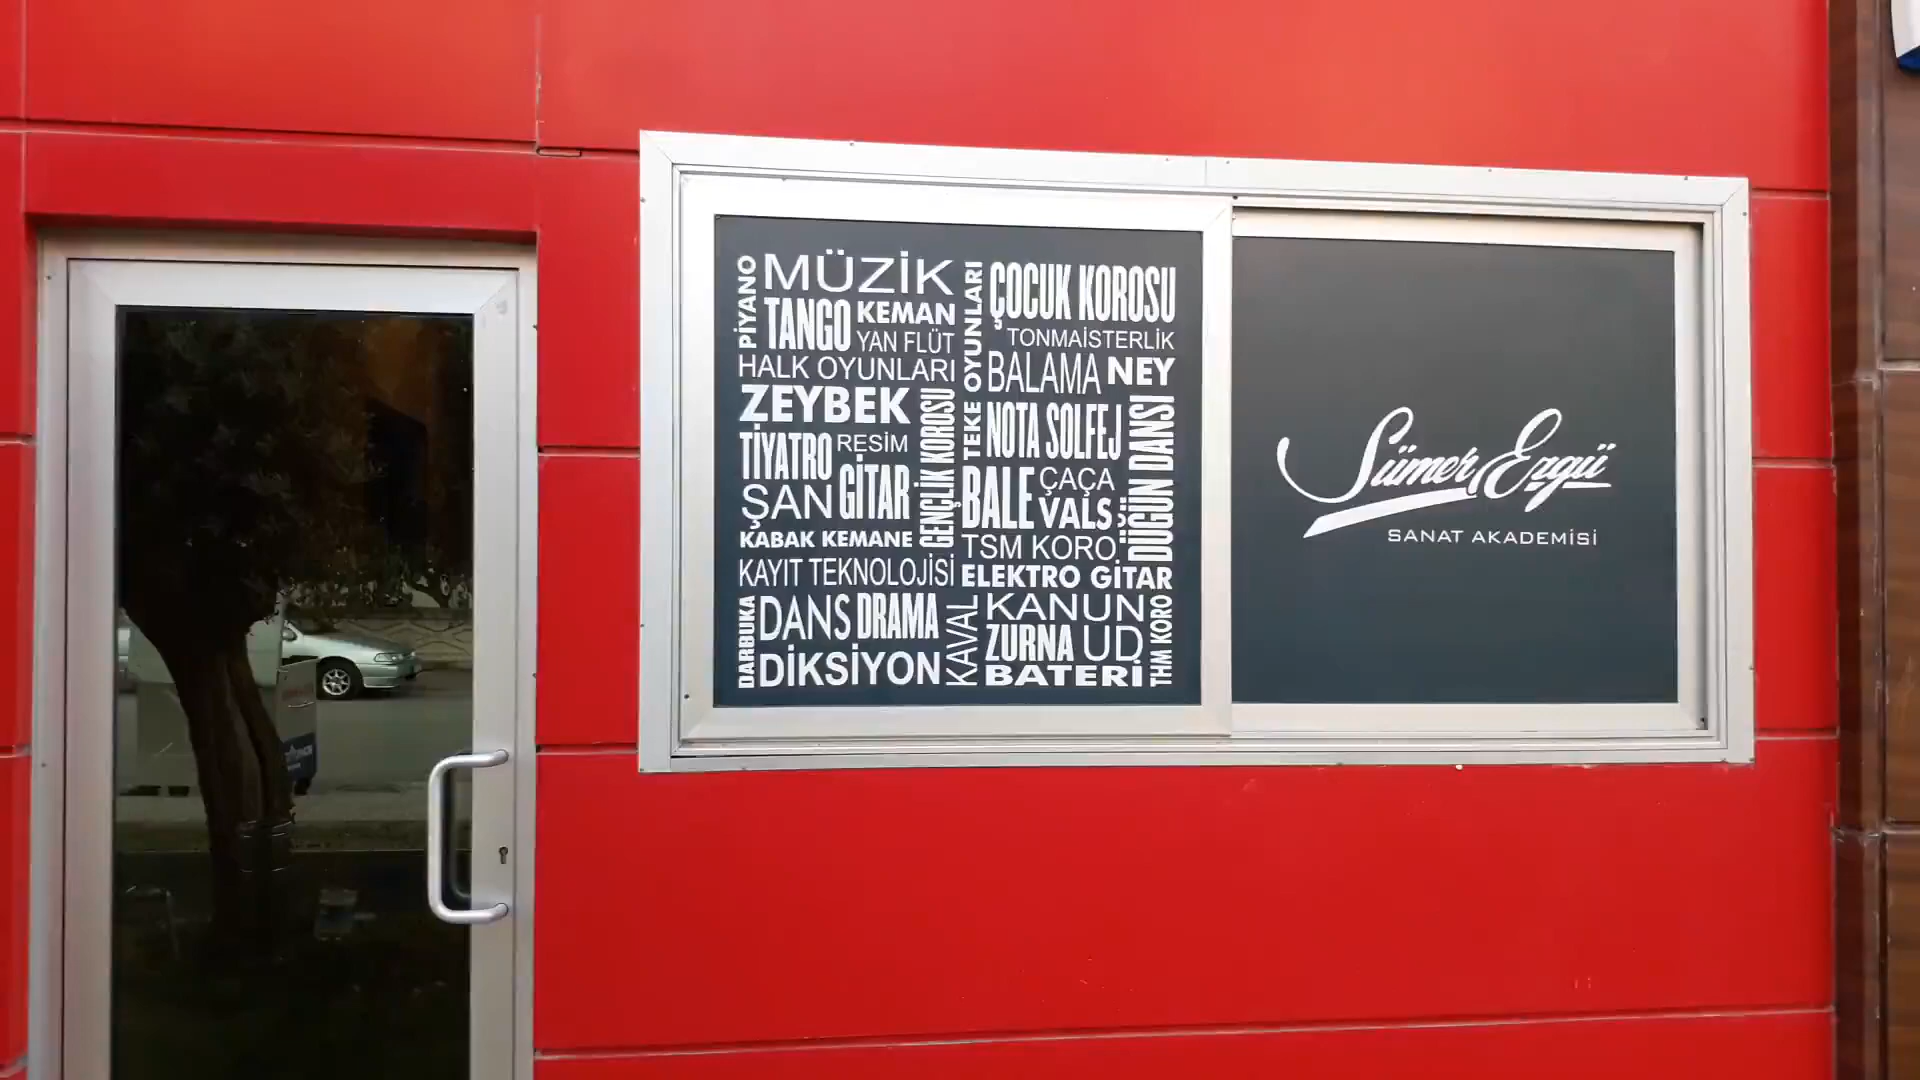 PİYANO
MÜZİK
TANGO
KEMAN
YAN FLÜT
HALK OYUNLARI
ZEYBEK
TİYATRO
RESİM
ŞAN
GİTAR
GENÇLİK KOROSU
KABAK KEMANE
KAYIT TEKNOLOJİSİ
DARBUKA
DANS
DRAMA
DİKSİYON
TEKE OYUNLARI
ÇOCUK KOROSU
TONMAİSTERLİK
BALAMA
NEY
NOTA SOLFEJ
DÜĞÜN DANSI
BALE
ÇAÇA
VALS
TSM KORO
ELEKTRO GİTAR
KAVAL
KANUN
ZURNA
UD
BATERİ
THM KORO
Sümer Ezgü
SANAT AKADEMİSİ